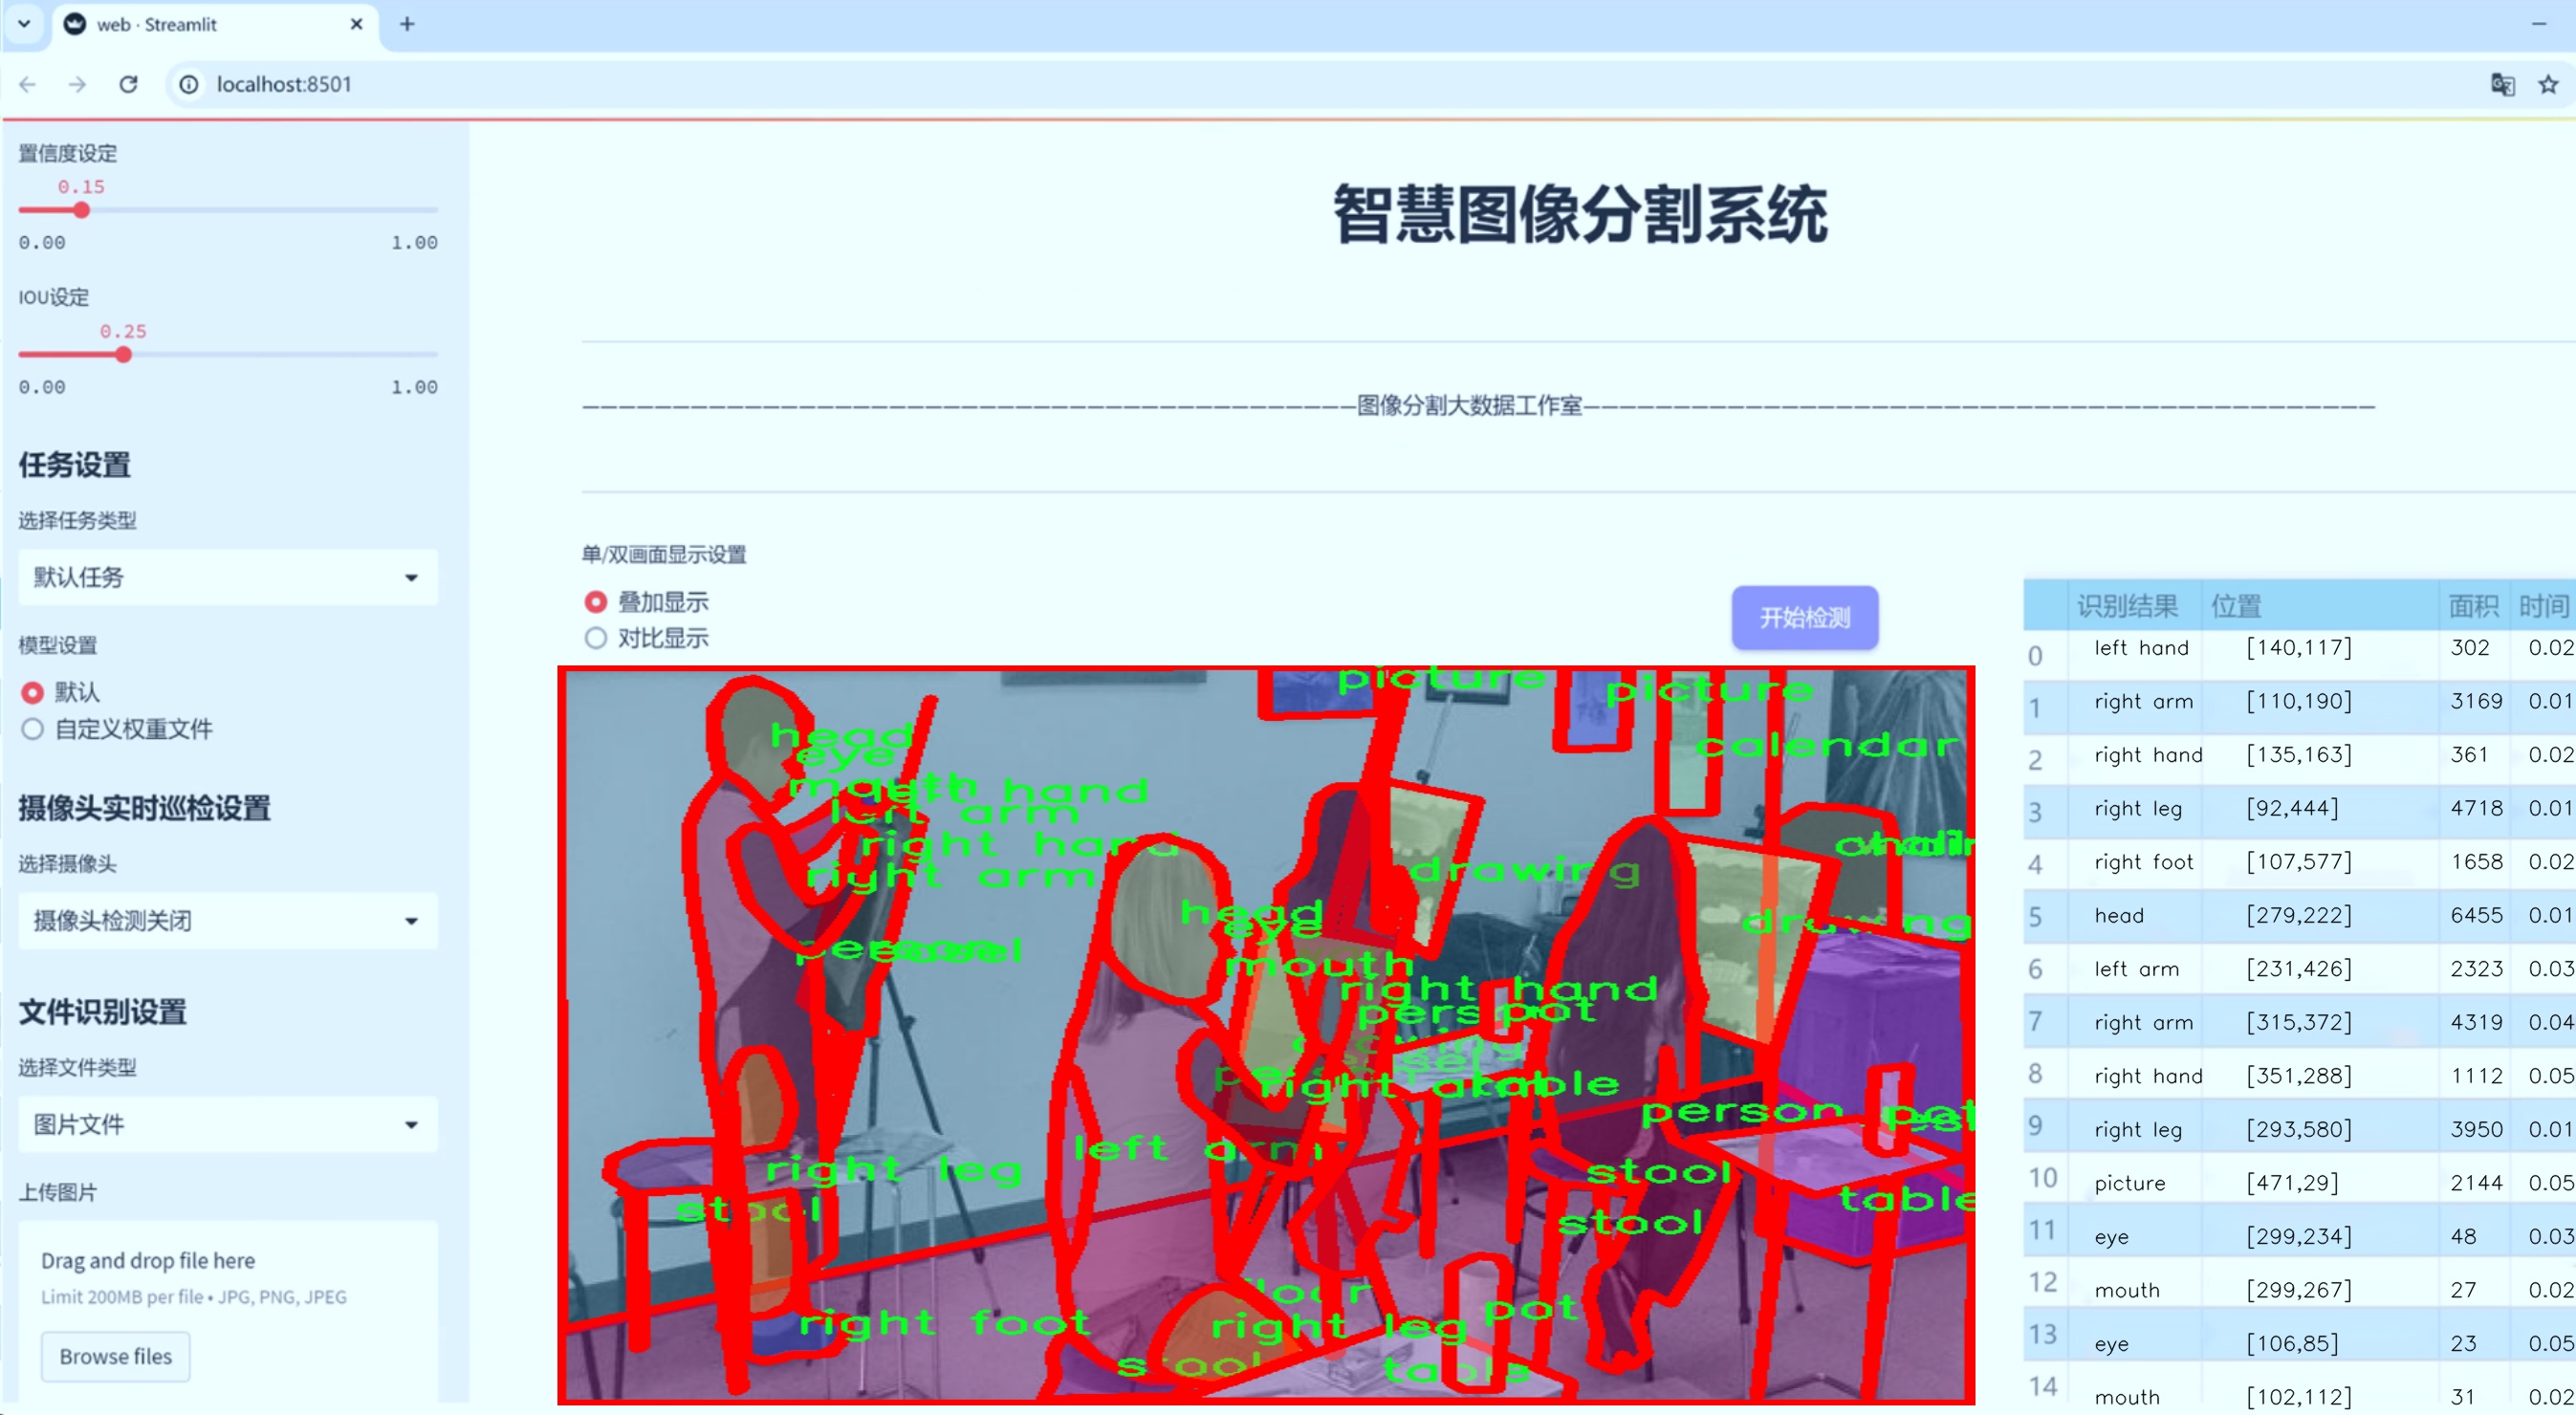 web · Streamlit
localhost:8501
置信度设定
0.15
0.00 1.00
IOU设定
0.25
0.00 1.00
任务设置
选择任务类型
默认任务
模型设置
默认
自定义权重文件
摄像头实时巡检设置
选择摄像头
摄像头检测关闭
文件识别设置
选择文件类型
图片文件
上传图片
Drag and drop file here
Limit 200MB per file • JPG, PNG, JPEG
Browse files
智慧图像分割系统
图像分割大数据工作室
单/双画面显示设置
叠加显示
对比显示
开始检测
picture
picture
calendar
head
eye
mouth
hand
left arm
right hand
right arm
drawing
drawing
head
eye
mouth
right hand
pot
person
right leg
left arm
stool
stool
stool
table
right foot
floor
right leg
pot
stool
table
识别结果 位置 面积 时间
0 left hand [140,117] 302 0.02
1 right arm [110,190] 3169 0.01
2 right hand [135,163] 361 0.02
3 right leg [92,444] 4718 0.01
4 right foot [107,577] 1658 0.02
5 head [279,222] 6455 0.01
6 left arm [231,426] 2323 0.03
7 right arm [315,372] 4319 0.04
8 right hand [351,288] 1112 0.05
9 right leg [293,580] 3950 0.01
10 picture [471,29] 2144 0.05
11 eye [299,234] 48 0.03
12 mouth [299,267] 27 0.02
13 eye [106,85] 23 0.05
14 mouth [102,112] 31 0.02